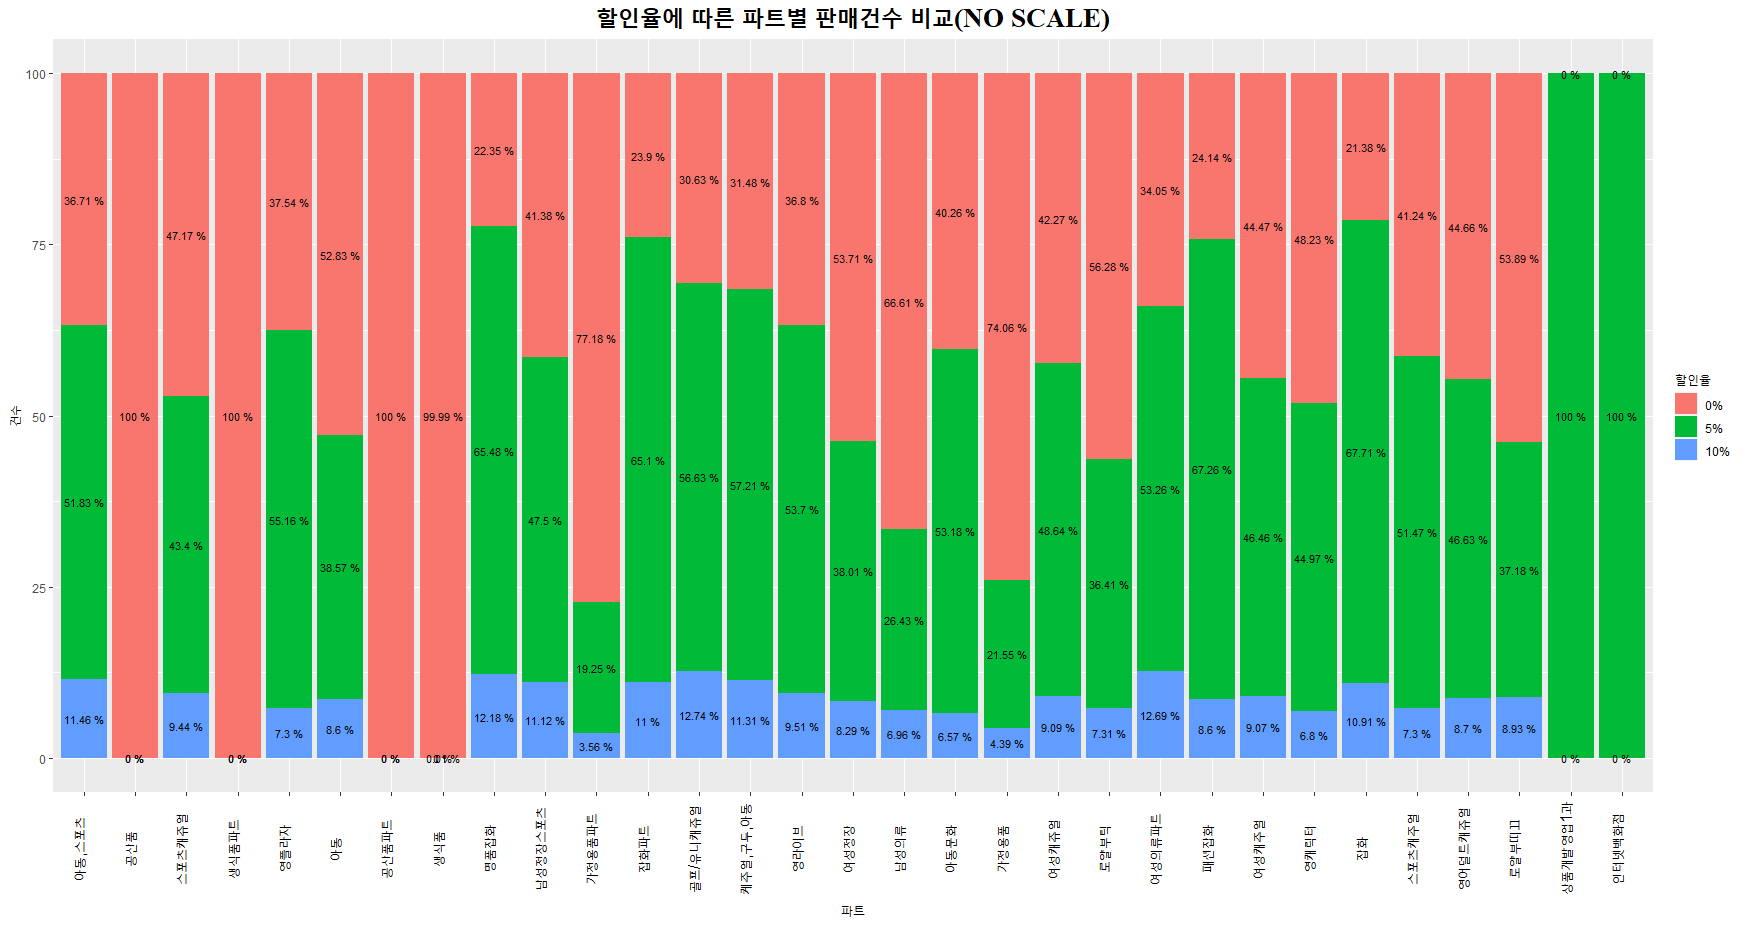 할인율에 따른 파트별 판매건수 비교(NO SCALE)
건수
100
75
50
25
0
36.71 %
51.83 %
11.46 %
100 %
0 %
47.17 %
43.4 %
9.44 %
100 %
0 %
37.54 %
55.16 %
7.3 %
52.83 %
38.57 %
8.6 %
100 %
0 %
99.99 %
22.35 %
65.48 %
12.18 %
41.38 %
47.5 %
11.12 %
77.18 %
19.25 %
3.56 %
23.9 %
65.1 %
11 %
30.63 %
56.63 %
12.74 %
31.48 %
57.21 %
11.31 %
36.8 %
53.7 %
9.51 %
53.71 %
38.01 %
8.29 %
66.61 %
26.43 %
6.96 %
40.26 %
53.18 %
6.57 %
74.06 %
21.55 %
4.39 %
42.27 %
48.64 %
9.09 %
56.28 %
36.41 %
7.31 %
34.05 %
53.26 %
12.69 %
24.14 %
67.26 %
8.6 %
44.47 %
46.46 %
9.07 %
48.23 %
44.97 %
6.8 %
21.38 %
67.71 %
10.91 %
41.24 %
51.47 %
7.3 %
44.66 %
46.63 %
8.7 %
53.89 %
37.18 %
8.93 %
0 %
100 %
0 %
0 %
100 %
0 %
아동,스포츠
공산품
스포츠캐쥬얼
생식품파트
영플라자
아동
공산품파트
생식품
명품잡화
남성정장스포츠
가정용품파트
잡화파트
골프/유니캐쥬얼
케주얼,구두,아동
영라이브
여성정장
남성의류
아동문화
가정용품
여성캐쥬얼
로얄부틱
여성의류파트
패션잡화
여성캐주얼
영캐릭터
잡화
스포츠캐주얼
영어덜트캐쥬얼
로얄부띠끄
상품개발영업1과
인터넷백화점
파트
할인율
0%
5%
10%